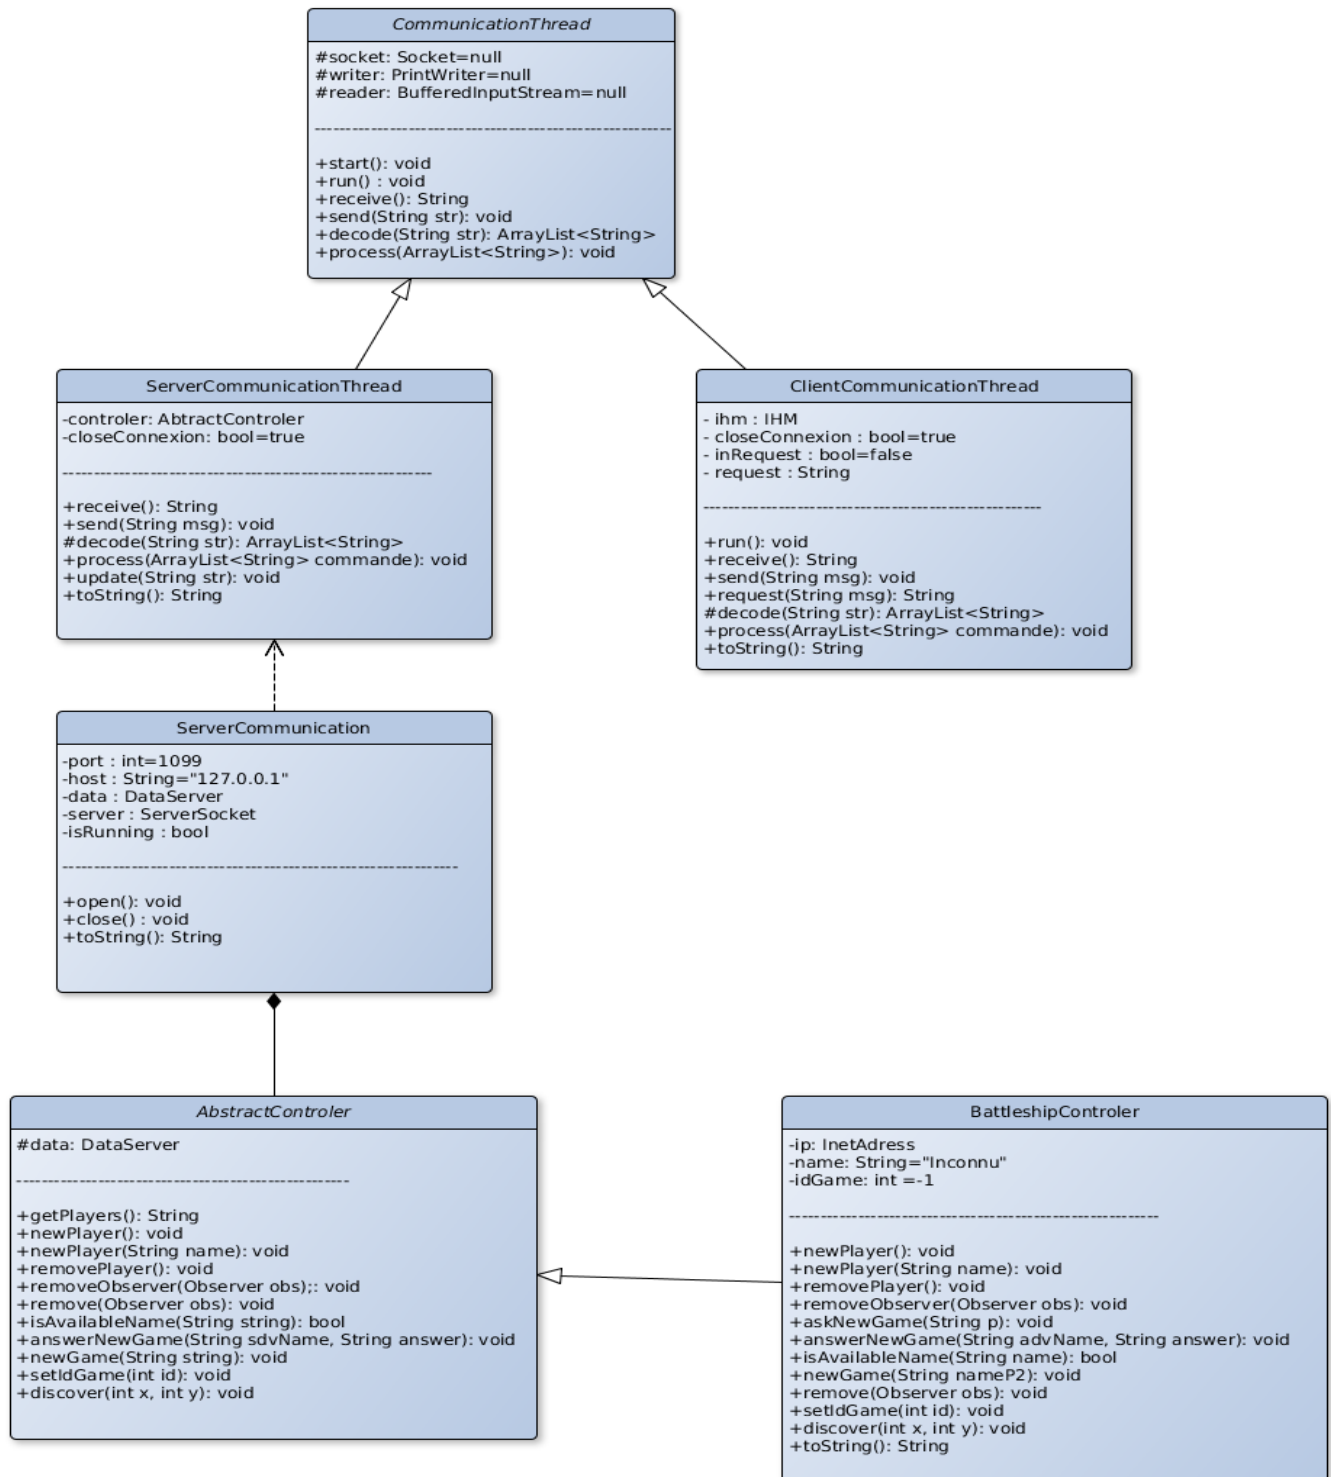 CommunicationThread
#socket: Socket=null
#writer: PrintWriter=null
#reader: BufferedInputStream=null
+start(): void
+run() : void
+receive(): String
+send(String str): void
+decode(String str): ArrayList<String>
+process(ArrayList<String>): void
ServerCommunicationThread
-controler: AbtractControler
-closeConnexion: bool=true
+receive(): String
+send(String msg): void
#decode(String str): ArrayList<String>
+process(ArrayList<String> commande): void
+update(String str): void
+toString(): String
ClientCommunicationThread
- ihm : IHM
- closeConnexion : bool=true
- inRequest : bool=false
- request : String
+run(): void
+receive(): String
+send(String msg): void
+request(String msg): String
#decode(String str): ArrayList<String>
+process(ArrayList<String> commande): void
+toString(): String
ServerCommunication
-port : int=1099
-host : String="127.0.0.1"
-data : DataServer
-server : ServerSocket
-isRunning : bool
+open(): void
+close() : void
+toString(): String
AbstractControler
#data: DataServer
+getPlayers(): String
+newPlayer(): void
+newPlayer(String name): void
+removePlayer(): void
+removeObserver(Observer obs);: void
+remove(Observer obs): void
+isAvailableName(String string): bool
+answerNewGame(String sdvName, String answer): void
+newGame(String string): void
+setIdGame(int id): void
+discover(int x, int y): void
BattleshipControler
-ip: InetAdress
-name: String="Inconnu"
-idGame: int =-1
+newPlayer(): void
+newPlayer(String name): void
+removePlayer(): void
+removeObserver(Observer obs): void
+askNewGame(String p): void
+answerNewGame(String advName, String answer): void
+isAvailableName(String name): bool
+newGame(String nameP2): void
+remove(Observer obs): void
+setIdGame(int id): void
+discover(int x, int y): void
+toString(): String